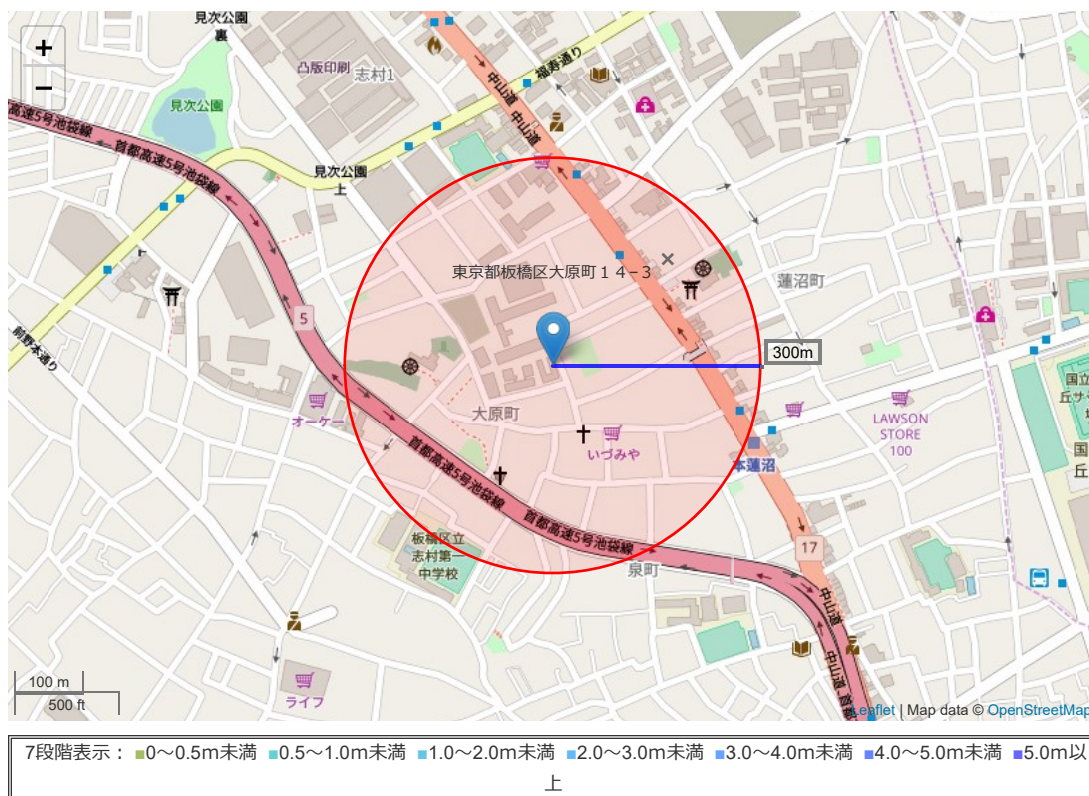 見次公園
裏
+
−
凸版印刷
志村1
中山道
中山道
福寿通り
見次公園
高速5号池袋線
首都高速5号池袋線
見次公園
上
東京都板橋区大原町１４−３
蓮沼町
5
前野本通り
300m
大原町
オーケー
いづみや
LAWSON
STORE
100
国立
国
丘
本蓮沼
首都高速5号池袋線
首都高速5号池袋線
板橋区立
志村第一
中学校
泉町
17
中山道
中山道
ライフ
100 m
500 ft
Leaflet | Map data © OpenStreetMap
7段階表示： ■0～0.5m未満 ■0.5～1.0m未満 ■1.0～2.0m未満 ■2.0～3.0m未満 ■3.0～4.0m未満 ■4.0～5.0m未満 ■5.0m以
上